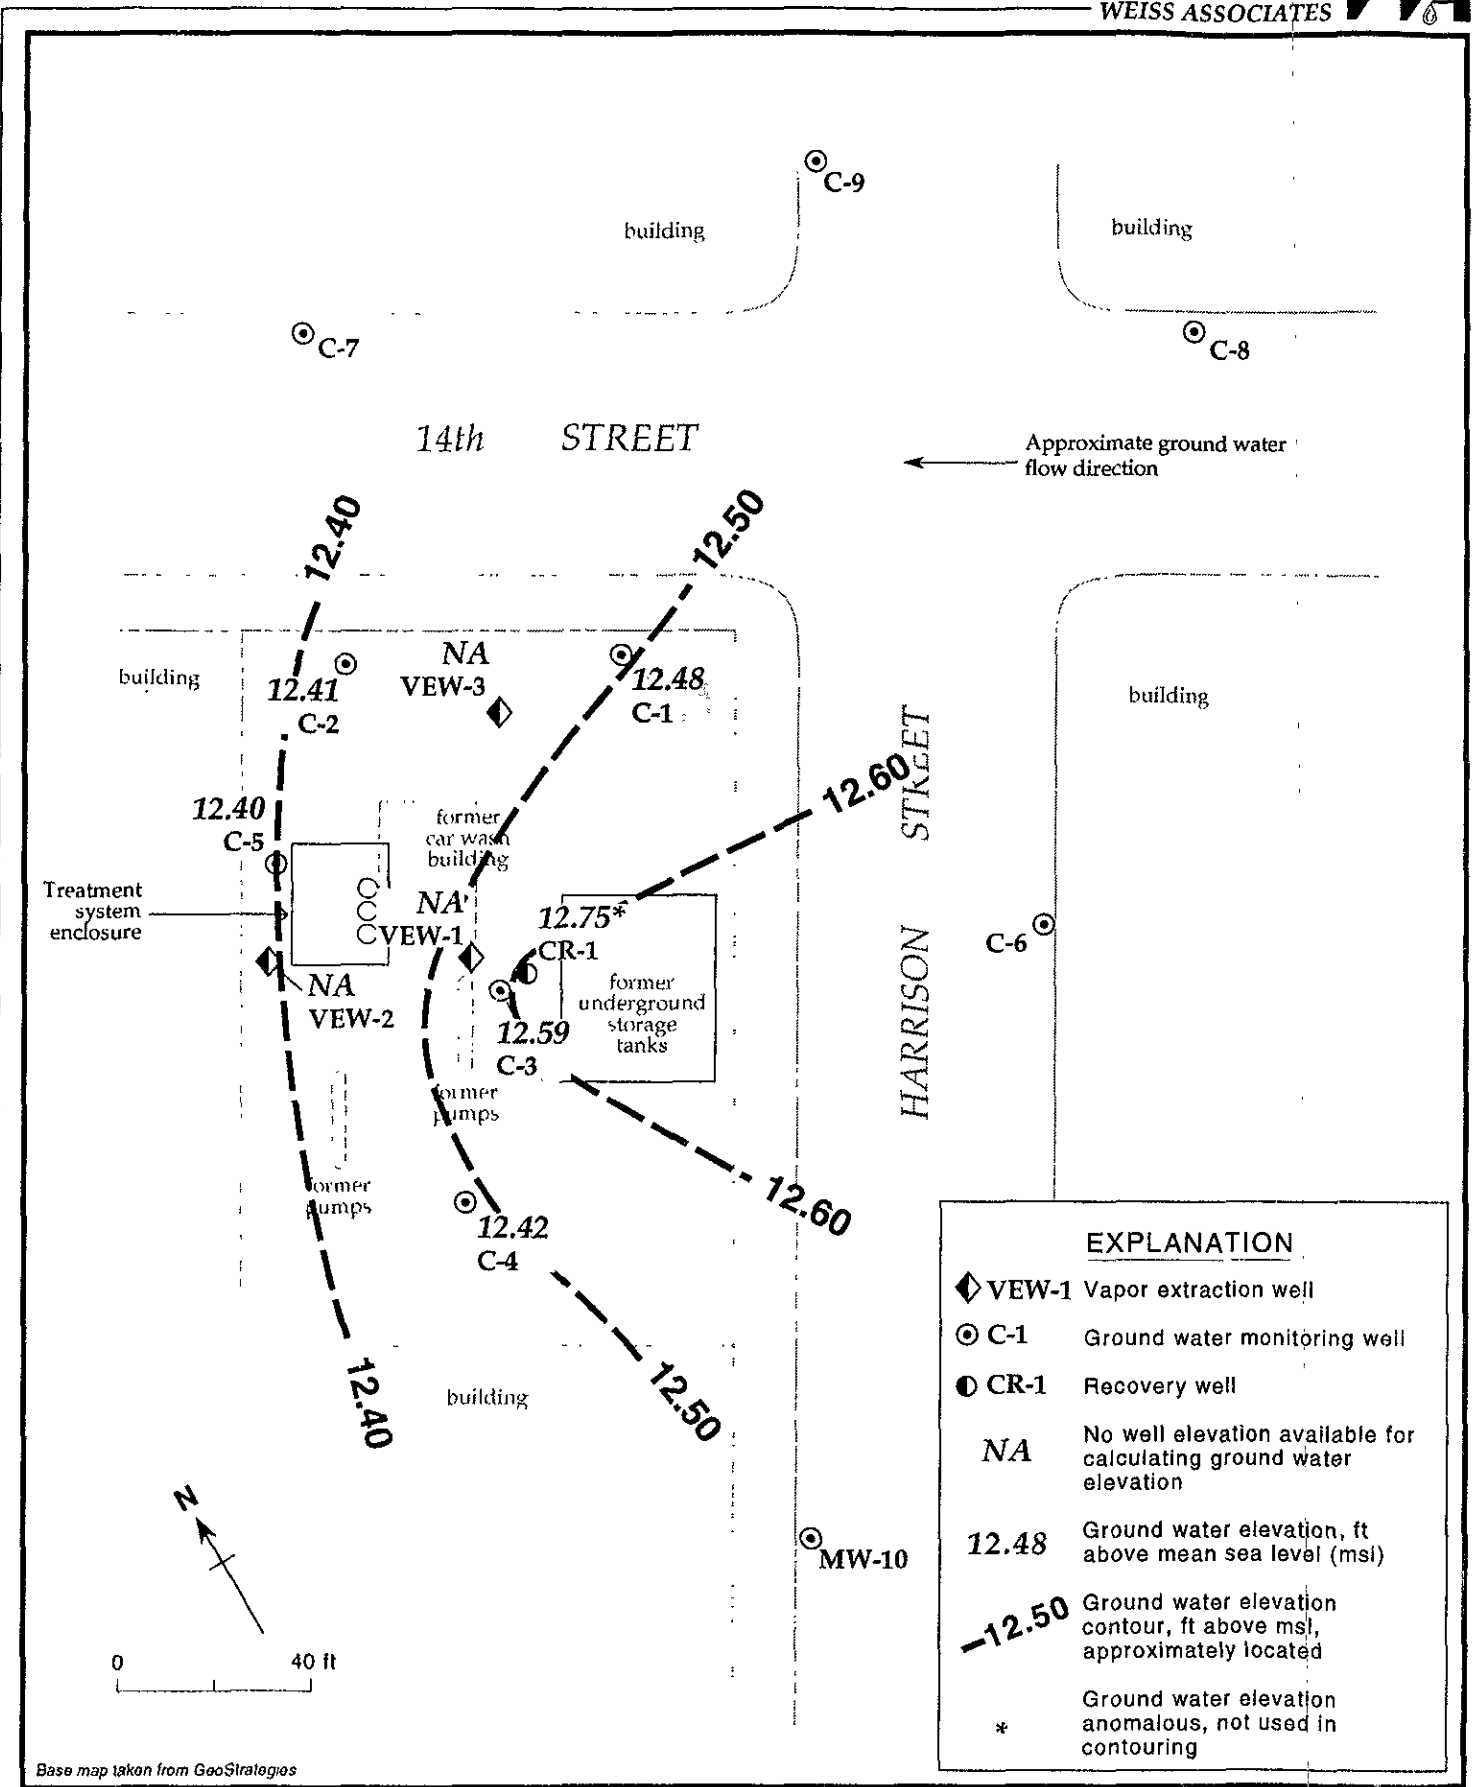 WEISS ASSOCIATES
C-9
building
building
C-7
C-8
14th STREET
Approximate ground water
flow direction
12.40
12.50
building
NA
VEW-3
12.41
C-2
12.48
C-1
building
HARRISON STREET
12.60
12.40
C-5
former
car wash
building
Treatment
system
enclosure
NA
VEW-1
12.75*
CR-1
C-6
NA
VEW-2
former
underground
storage
tanks
12.59
C-3
former
pumps
former
pumps
12.60
12.42
C-4
12.40
building
12.50
N
MW-10
0 40 ft
EXPLANATION
VEW-1 Vapor extraction well
C-1 Ground water monitoring well
CR-1 Recovery well
NA No well elevation available for
calculating ground water
elevation
12.48 Ground water elevation, ft
above mean sea level (msl)
12.50 Ground water elevation
contour, ft above msl,
approximately located
* Ground water elevation
anomalous, not used in
contouring
Base map taken from GeoStrategies